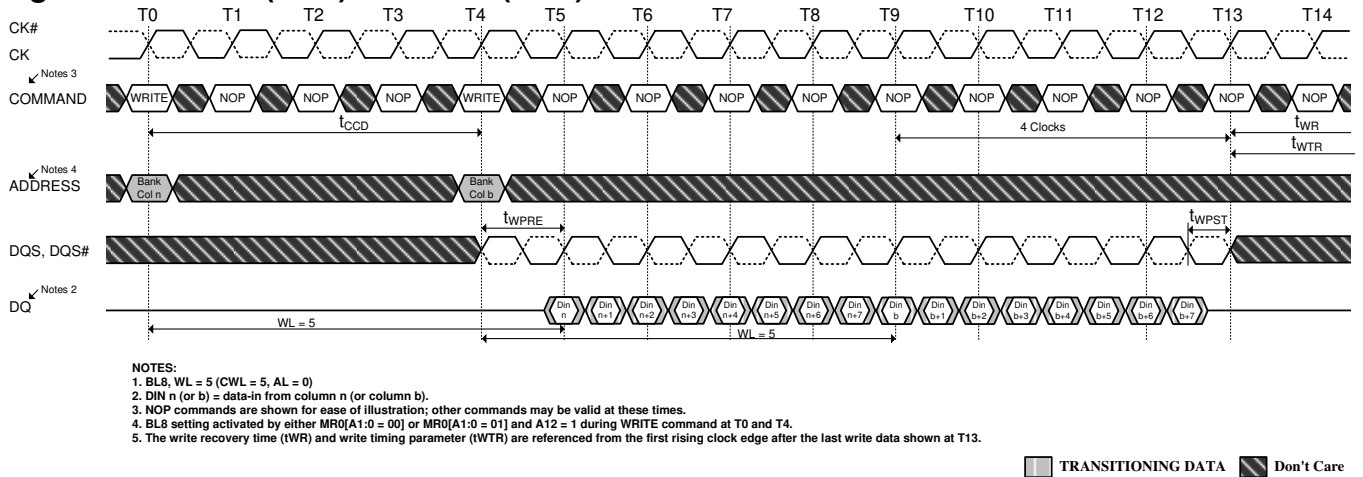 T0 T1 T2 T3 T4 T5 T6 T7 T8 T9 T10 T11 T12 T13 T14
CK#
CK
Notes 3
COMMAND
WRITE NOP NOP NOP WRITE NOP NOP NOP NOP NOP NOP NOP NOP NOP NOP
tCCD
4 Clocks
tWR
tWTR
Notes 4
ADDRESS
Bank Col n
Bank Col b
tWPRE
tWPST
DQS, DQS#
Notes 2
DQ
Din n Din n+1 Din n+2 Din n+3 Din n+4 Din n+5 Din n+6 Din n+7 Din b Din b+1 Din b+2 Din b+3 Din b+4 Din b+5 Din b+6 Din b+7
WL = 5
WL = 5
NOTES:
1. BL8, WL = 5 (CWL = 5, AL = 0)
2. DIN n (or b) = data-in from column n (or column b).
3. NOP commands are shown for ease of illustration; other commands may be valid at these times.
4. BL8 setting activated by either MR0[A1:0 = 00] or MR0[A1:0 = 01] and A12 = 1 during WRITE command at T0 and T4.
5. The write recovery time (tWR) and write timing parameter (tWTR) are referenced from the first rising clock edge after the last write data shown at T13.
TRANSITIONING DATA
Don't Care